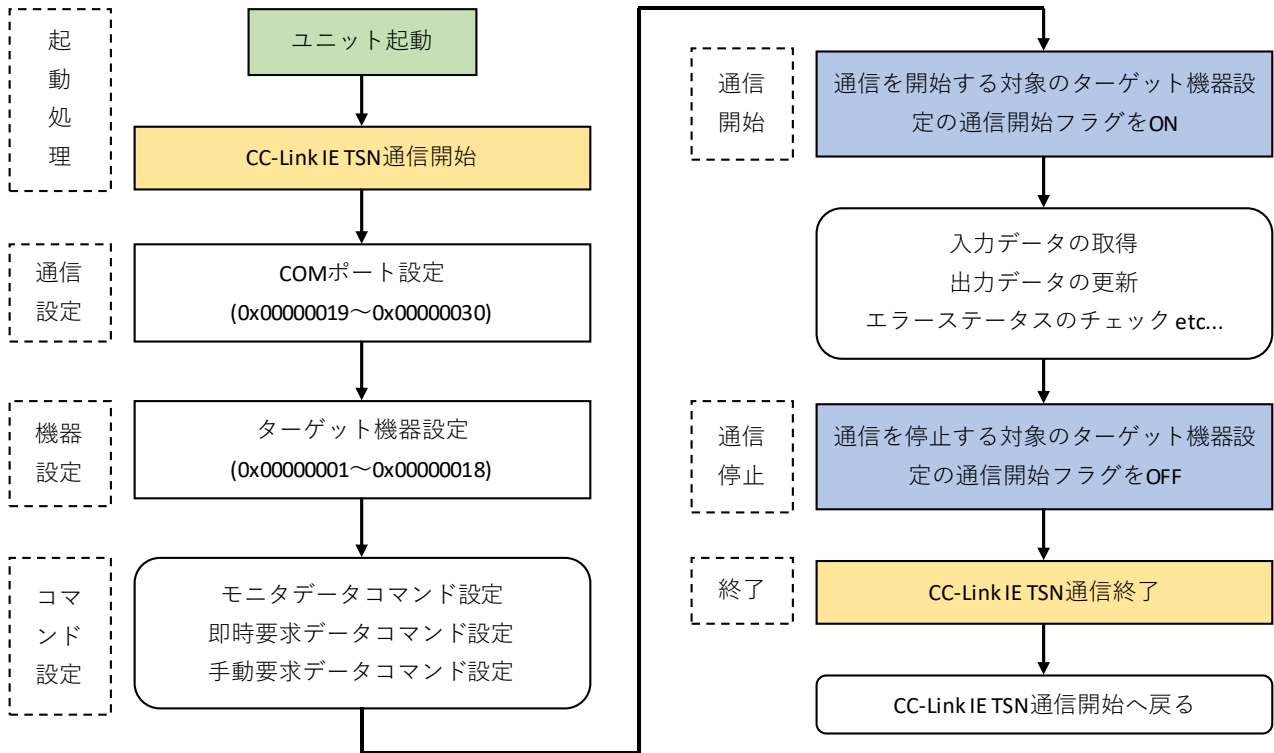 起
動
処
理
ユニット起動
CC-Link IE TSN通信開始
通信
設定
COMポート設定
(0x00000019～0x00000030)
機器
設定
ターゲット機器設定
(0x00000001～0x00000018)
コマ
ンド
設定
モニタデータコマンド設定
即時要求データコマンド設定
手動要求データコマンド設定
通信
開始
通信を開始する対象のターゲット機器設
定の通信開始フラグをON
入力データの取得
出力データの更新
エラーステータスのチェック etc...
通信
停止
通信を停止する対象のターゲット機器設
定の通信開始フラグをOFF
終了
CC-Link IE TSN通信終了
CC-Link IE TSN通信開始へ戻る